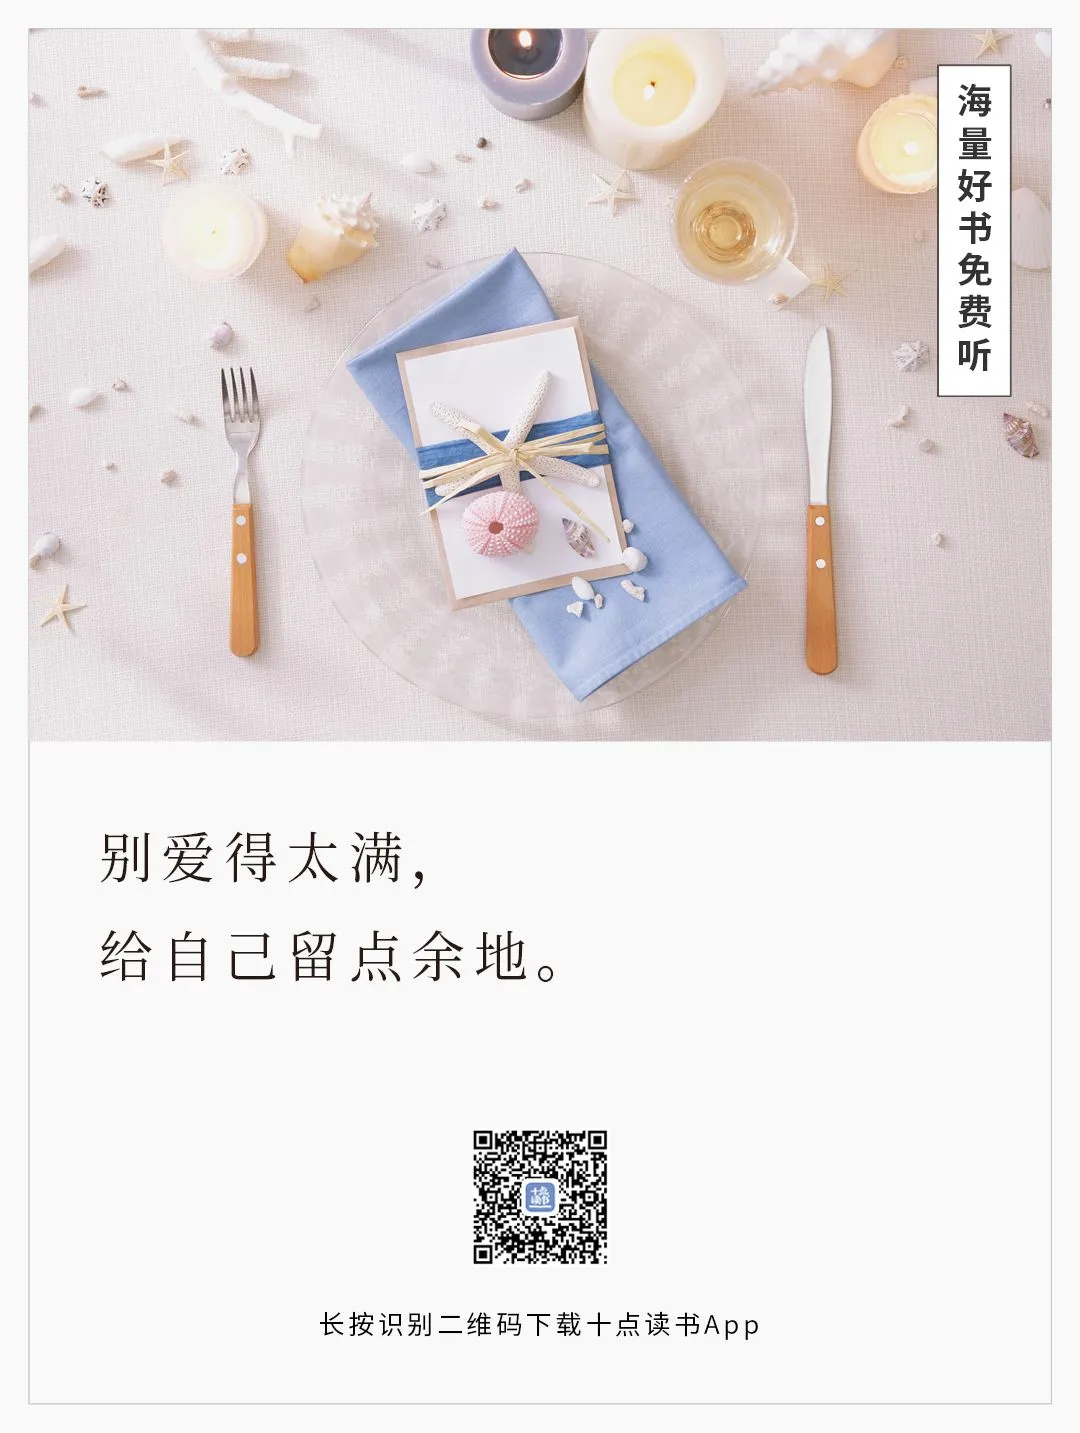 海量好书免费听
别爱得太满，
给自己留点余地。
长按识别二维码下载十点读书App